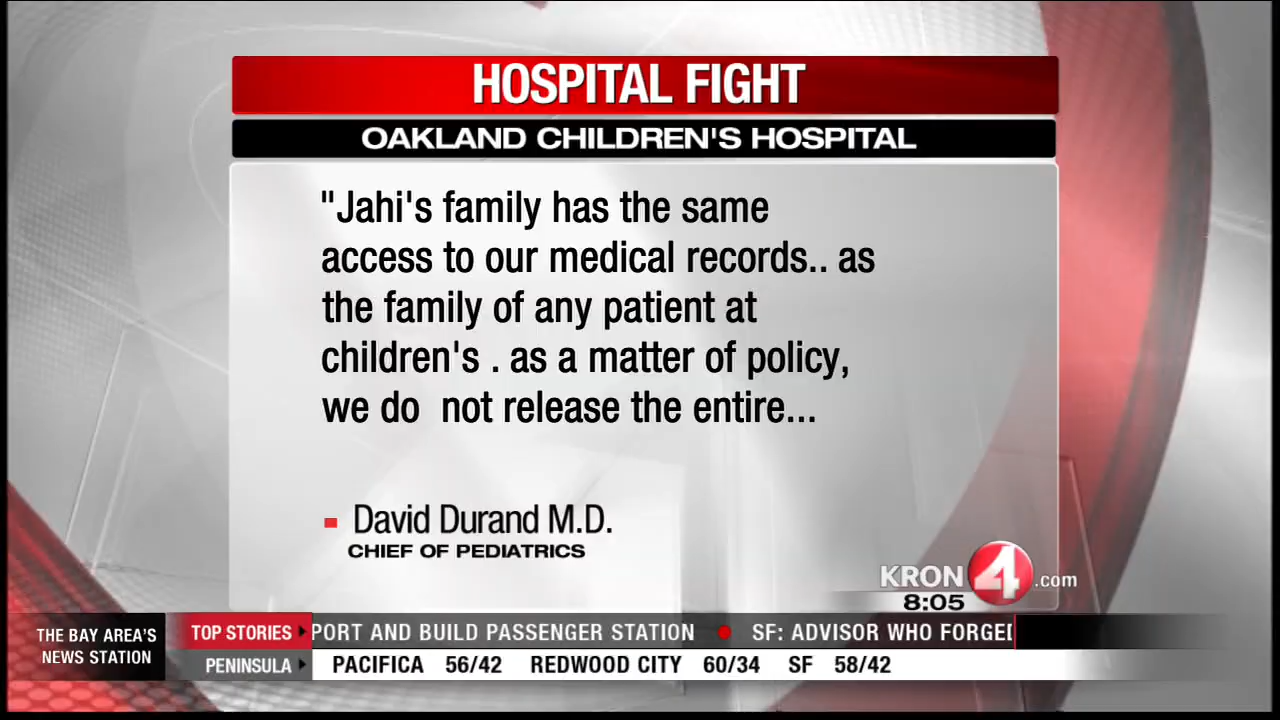 HOSPITAL FIGHT
OAKLAND CHILDREN'S HOSPITAL
"Jahi's family has the same
access to our medical records.. as
the family of any patient at
children's . as a matter of policy,
we do  not release the entire...
David Durand M.D.
CHIEF OF PEDIATRICS
KRON 4 .com
8:05
THE BAY AREA'S
NEWS STATION
TOP STORIES
PORT AND BUILD PASSENGER STATION
SF: ADVISOR WHO FORGED
PENINSULA
PACIFICA 56/42 REDWOOD CITY 60/34 SF 58/42